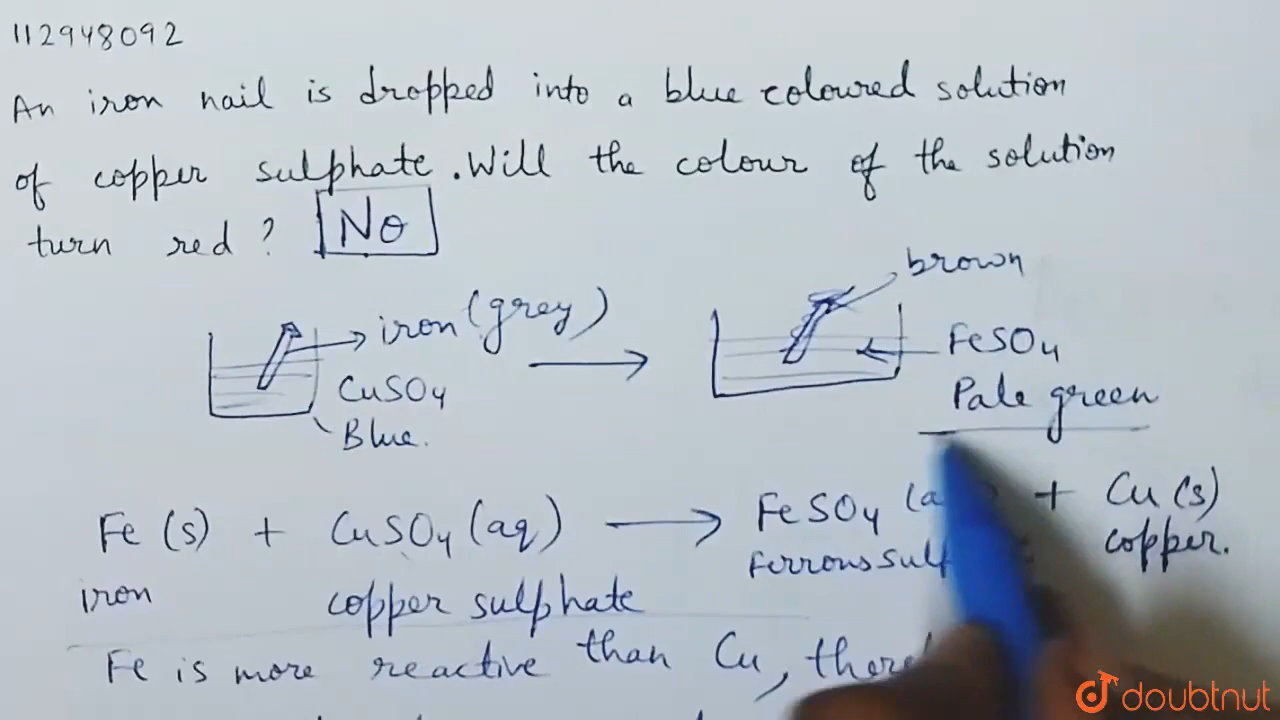 112948092
An iron nail is dropped into a blue coloured solution
of copper sulphate. Will the colour of the solution
turn red? No
brown
iron (grey)
FeSO4
CuSO4
Pale green
Blue.
Fe (s) + CuSO4 (aq) → FeSO4 + Cu (s)
iron copper sulphate copper.
Fe is more reactive than Cu,
doubtnut